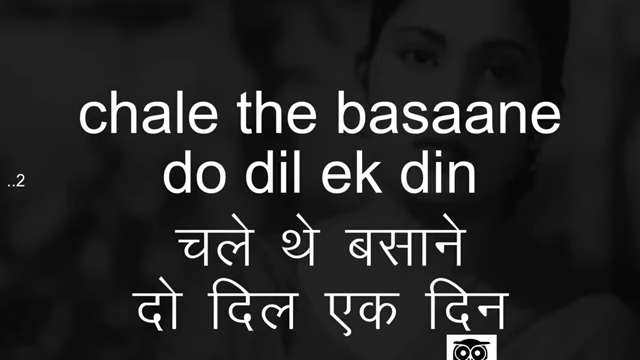 chale the basaane
do dil ek din
..2
चले थे बसाने
दो दिल एक दिन